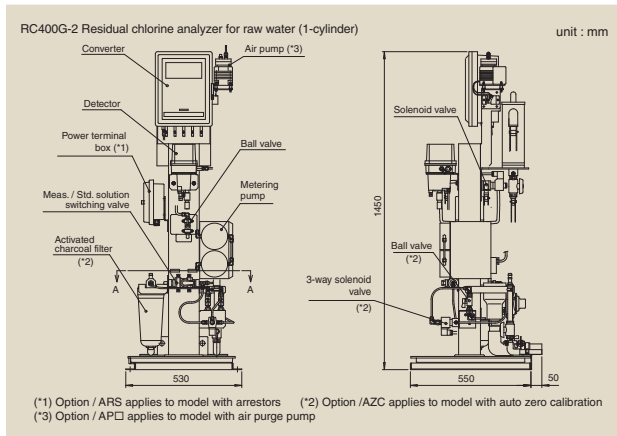 RC400G-2 Residual chlorine analyzer for raw water (1-cylinder)
unit : mm
Converter
Air pump (*3)
Detector
Power terminal
box (*1)
Ball valve
Meas. / Std. solution
switching valve
Metering
pump
Activated
charcoal filter
(*2)
A
A
530
Solenoid valve
1450
Ball valve
(*2)
3-way solenoid
valve
(*2)
550
50
(*1) Option / ARS applies to model with arrestors (*2) Option /AZC applies to model with auto zero calibration
(*3) Option / AP□ applies to model with air purge pump